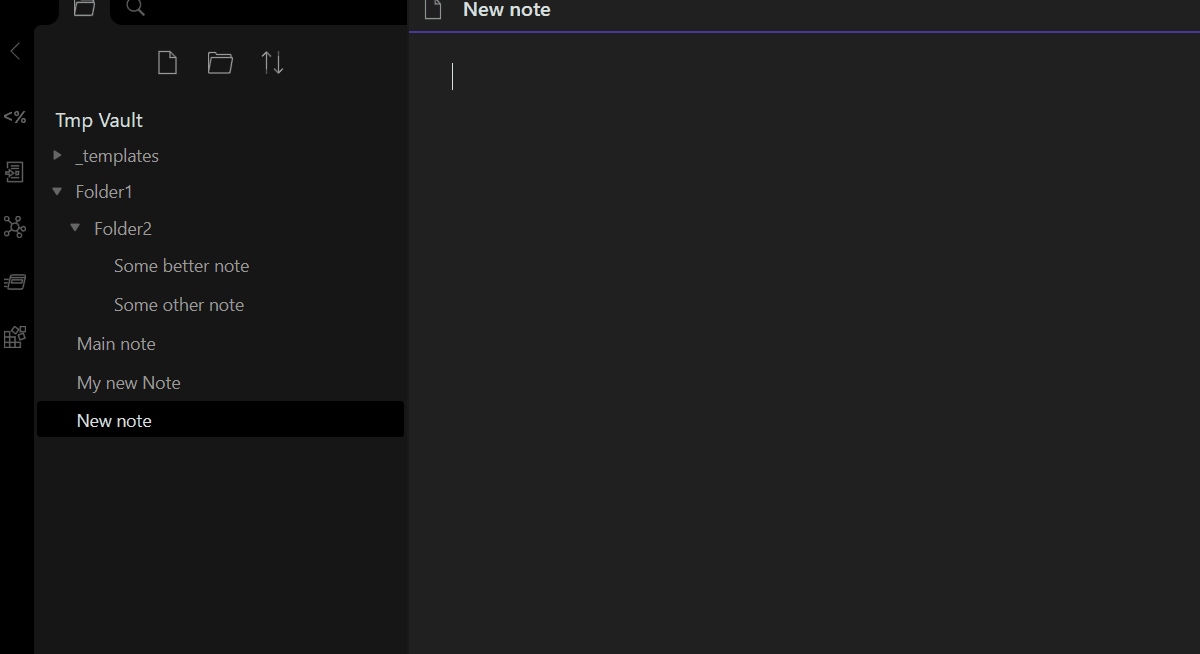 New note
<%
Tmp Vault
_templates
Folder1
Folder2
Some better note
Some other note
Main note
My new Note
New note